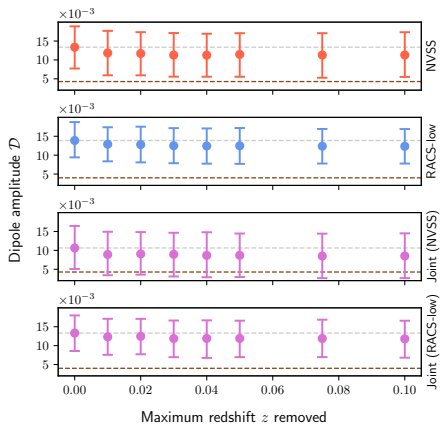 ×10⁻³
15
10
5
NVSS
×10⁻³
15
10
5
RACS-low
Dipole amplitude 𝒟
×10⁻³
15
10
5
Joint (NVSS)
×10⁻³
15
10
5
Joint (RACS-low)
0.00 0.02 0.04 0.06 0.08 0.10
Maximum redshift z removed